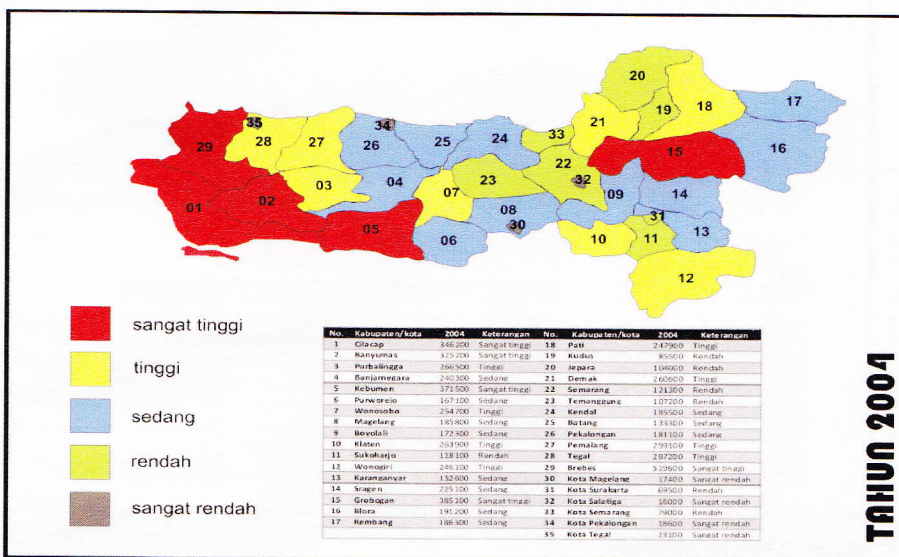 20
17
18
19
35
34
21
27
28
25
24
33
26
16
29
22
15
03
04
32
23
07
09
14
02
01
08
31
05
30
13
06
10
11
12
sangat tinggi
tinggi
sedang
rendah
sangat rendah
No. Kabupaten/kota 2004 Keterangan No. Kabupaten/kota 2004 Keterangan
1 Cilacap 346200 Sangat tinggi 18 Pati 247900 Tinggi
2 Banyumas 325200 Sangat tinggi 19 Kudus 85500 Rendah
3 Purbalingga 266500 Tinggi 20 Jepara 104000 Rendah
4 Banjarnegara 240300 Sedang 21 Demak 260600 Tinggi
5 Kebumen 371500 Sangat tinggi 22 Semarang 121300 Rendah
6 Purworejo 167100 Sedang 23 Temanggung 107200 Rendah
7 Wonosobo 254700 Tinggi 24 Kendal 185500 Sedang
8 Magelang 185800 Sedang 25 Batang 133300 Sedang
9 Boyolali 172300 Sedang 26 Pekalongan 181100 Sedang
10 Klaten 263900 Tinggi 27 Pemalang 299100 Tinggi
11 Sukoharjo 118100 Rendah 28 Tegal 297200 Tinggi
12 Wonogiri Tinggi 29 Brebes 519600 Sangat tinggi
13 Karanganyar 132600 Sedang 30 Kota Magelang 17400 Sangat rendah
14 Sragen 225100 Sedang 31 Kota Surakarta 69500 Rendah
15 Grobogan 385100 Sangat tinggi 32 Kota Salatiga 16000 Sangat rendah
16 Blora 191200 Sedang 33 Kota Semarang 79000 Rendah
17 Rembang 186300 Sedang 34 Kota Pekalongan 18600 Sangat rendah
35 Kota Tegal 23100 Sangat rendah
TAHUN 2004